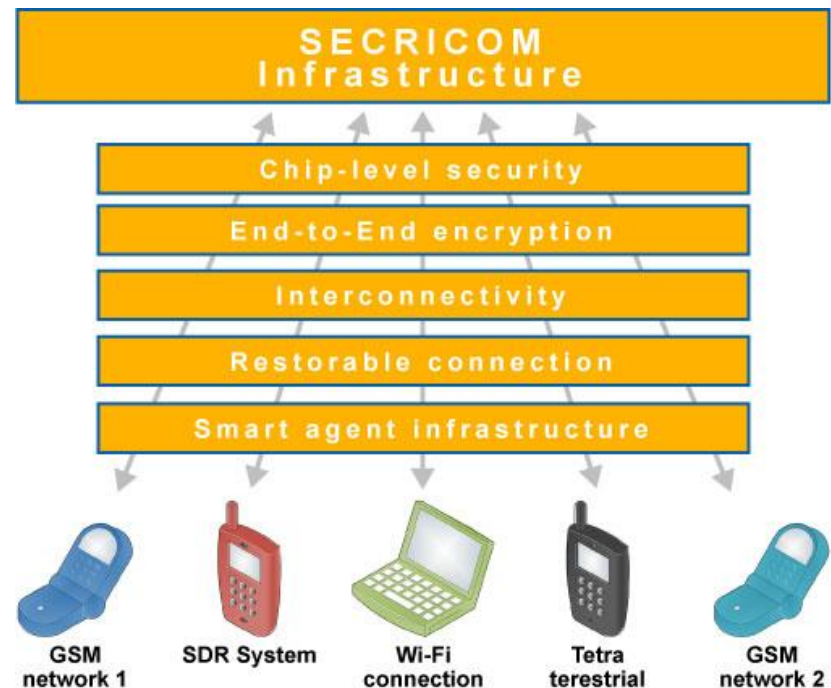 SECRICOM
Infrastructure
Chip-level security
End-to-End encryption
Interconnectivity
Restorable connection
Smart agent infrastructure
GSM
network 1
SDR System
Wi-Fi
connection
Tetra
terestrial
GSM
network 2